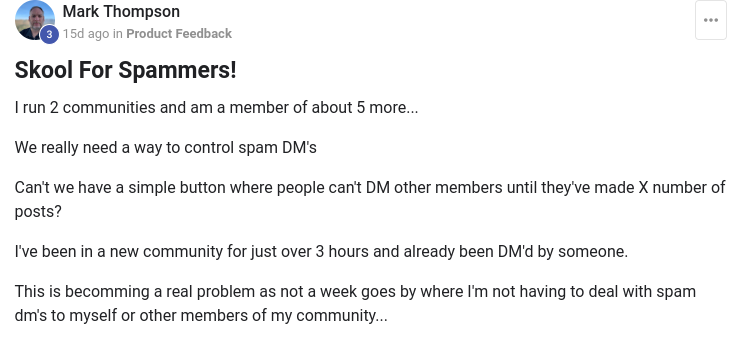 Mark Thompson
3
15d ago in Product Feedback
Skool For Spammers!
I run 2 communities and am a member of about 5 more...
We really need a way to control spam DM's
Can't we have a simple button where people can't DM other members until they've made X number of
posts?
I've been in a new community for just over 3 hours and already been DM'd by someone.
This is becomming a real problem as not a week goes by where I'm not having to deal with spam
dm's to myself or other members of my community...